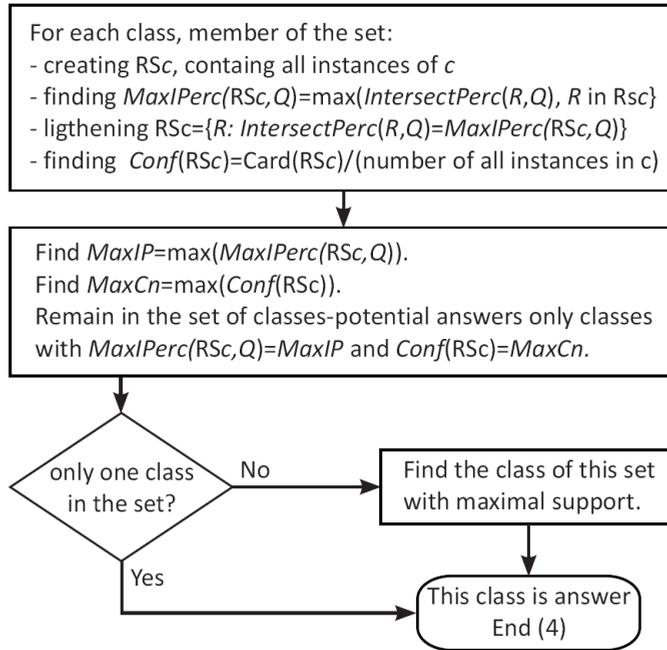 For each class, member of the set:
- creating RSc, containg all instances of c
- finding MaxIPerc(RSc,Q)=max(IntersectPerc(R,Q), R in Rsc}
- ligthening RSc={R: IntersectPerc(R,Q)=MaxIPerc(RSc,Q)}
- finding Conf(RSc)=Card(RSc)/(number of all instances in c)
Find MaxIP=max(MaxIPerc(RSc,Q)).
Find MaxCn=max(Conf(RSc)).
Remain in the set of classes-potential answers only classes
with MaxIPerc(RSc,Q)=MaxIP and Conf(RSc)=MaxCn.
only one class
in the set?
No
Find the class of this set
with maximal support.
Yes
This class is answer
End (4)